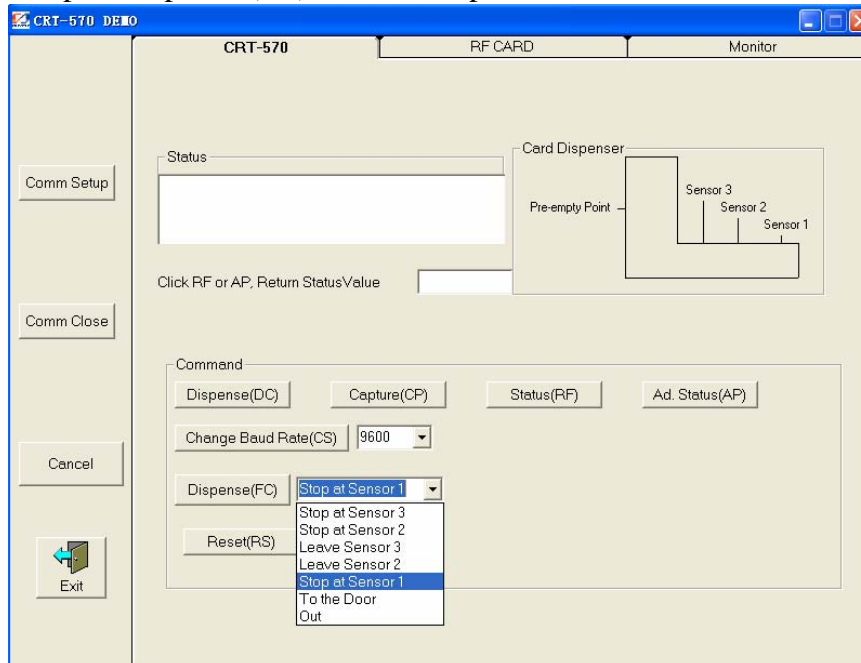 CRT-570 DEMO
CRT-570
RF CARD
Monitor
Comm Setup
Comm Close
Cancel
Exit
Status
Click RF or AP, Return StatusValue
Card Dispenser
Pre-empty Point
Sensor 3
Sensor 2
Sensor 1
Command
Dispense(DC)
Capture(CP)
Status(RF)
Ad. Status(AP)
Change Baud Rate(CS)
9600
Dispense(FC)
Stop at Sensor 1
Stop at Sensor 3
Stop at Sensor 2
Leave Sensor 3
Leave Sensor 2
Stop at Sensor 1
To the Door
Out
Reset(RS)